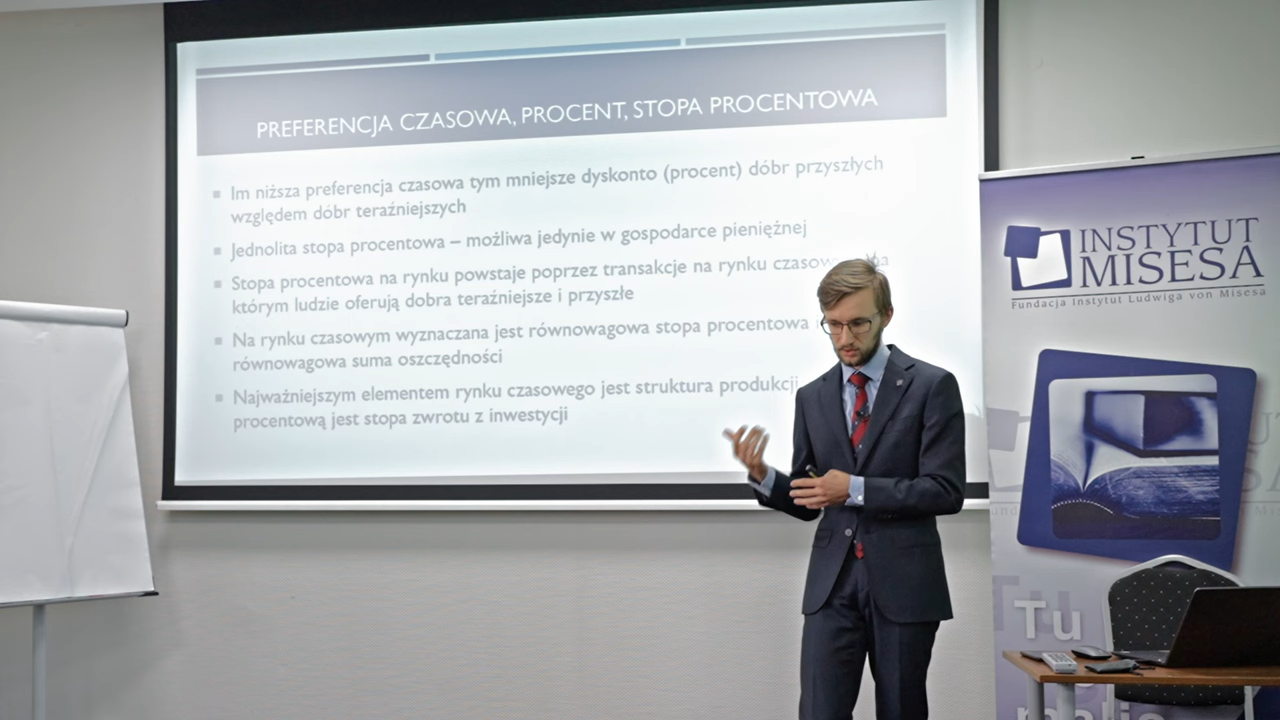 PREFERENCJA CZASOWA, PROCENT, STOPA PROCENTOWA
Im niższa preferencja czasowa tym mniejsze dyskonto (procent) dóbr przyszłych
względem dóbr teraźniejszych
Jednolita stopa procentowa – możliwa jedynie w gospodarce pieniężnej
Stopa procentowa na rynku powstaje poprzez transakcje na rynku
którym ludzie oferują dobra teraźniejsze i przyszłe
Na rynku czasowym wyznaczana jest równowagowa stopa procentowa
równowagowa suma oszczędności
Najważniejszym elementem rynku czasowego jest struktura produkcji
procentową jest stopa zwrotu z inwestycji
INSTYTUT
MISESA
Fundacja Instytut Ludwiga von Misesa
Tu